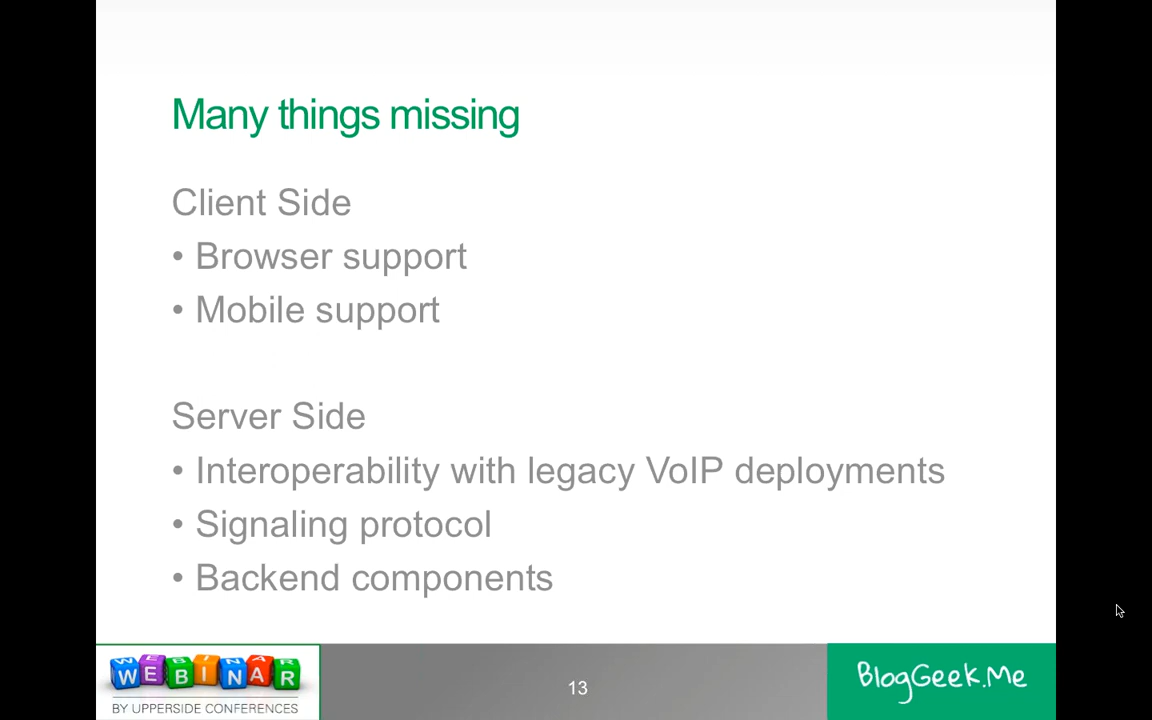 Many things missing
Client Side
• Browser support
• Mobile support
Server Side
• Interoperability with legacy VoIP deployments
• Signaling protocol
• Backend components
WEBINAR
BY UPPERSIDE CONFERENCES
13
BlogGeek.Me